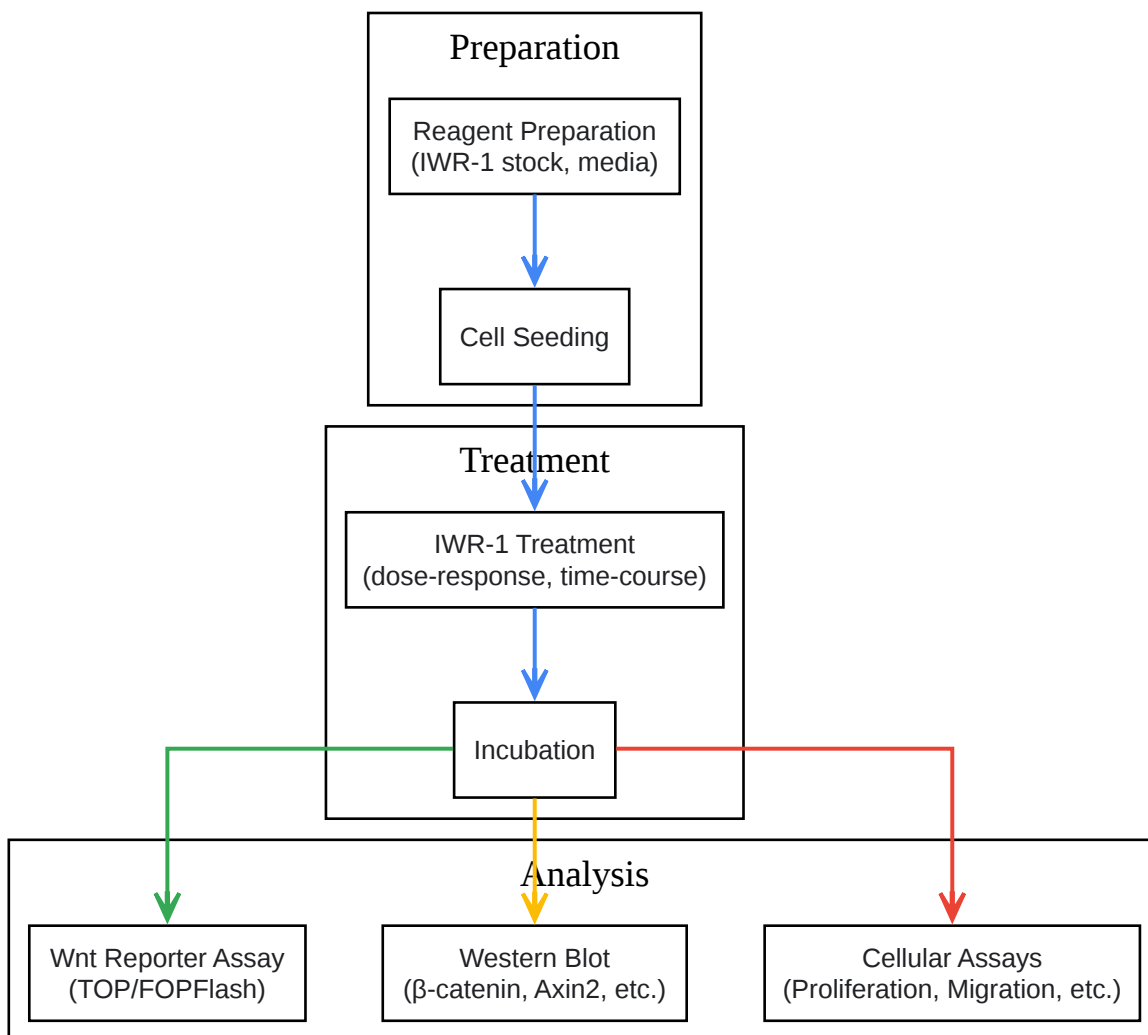 Preparation
Reagent Preparation
(IWR-1 stock, media)
Cell Seeding
Treatment
IWR-1 Treatment
(dose-response, time-course)
Incubation
Analysis
Wnt Reporter Assay
(TOP/FOPFlash)
Western Blot
(β-catenin, Axin2, etc.)
Cellular Assays
(Proliferation, Migration, etc.)